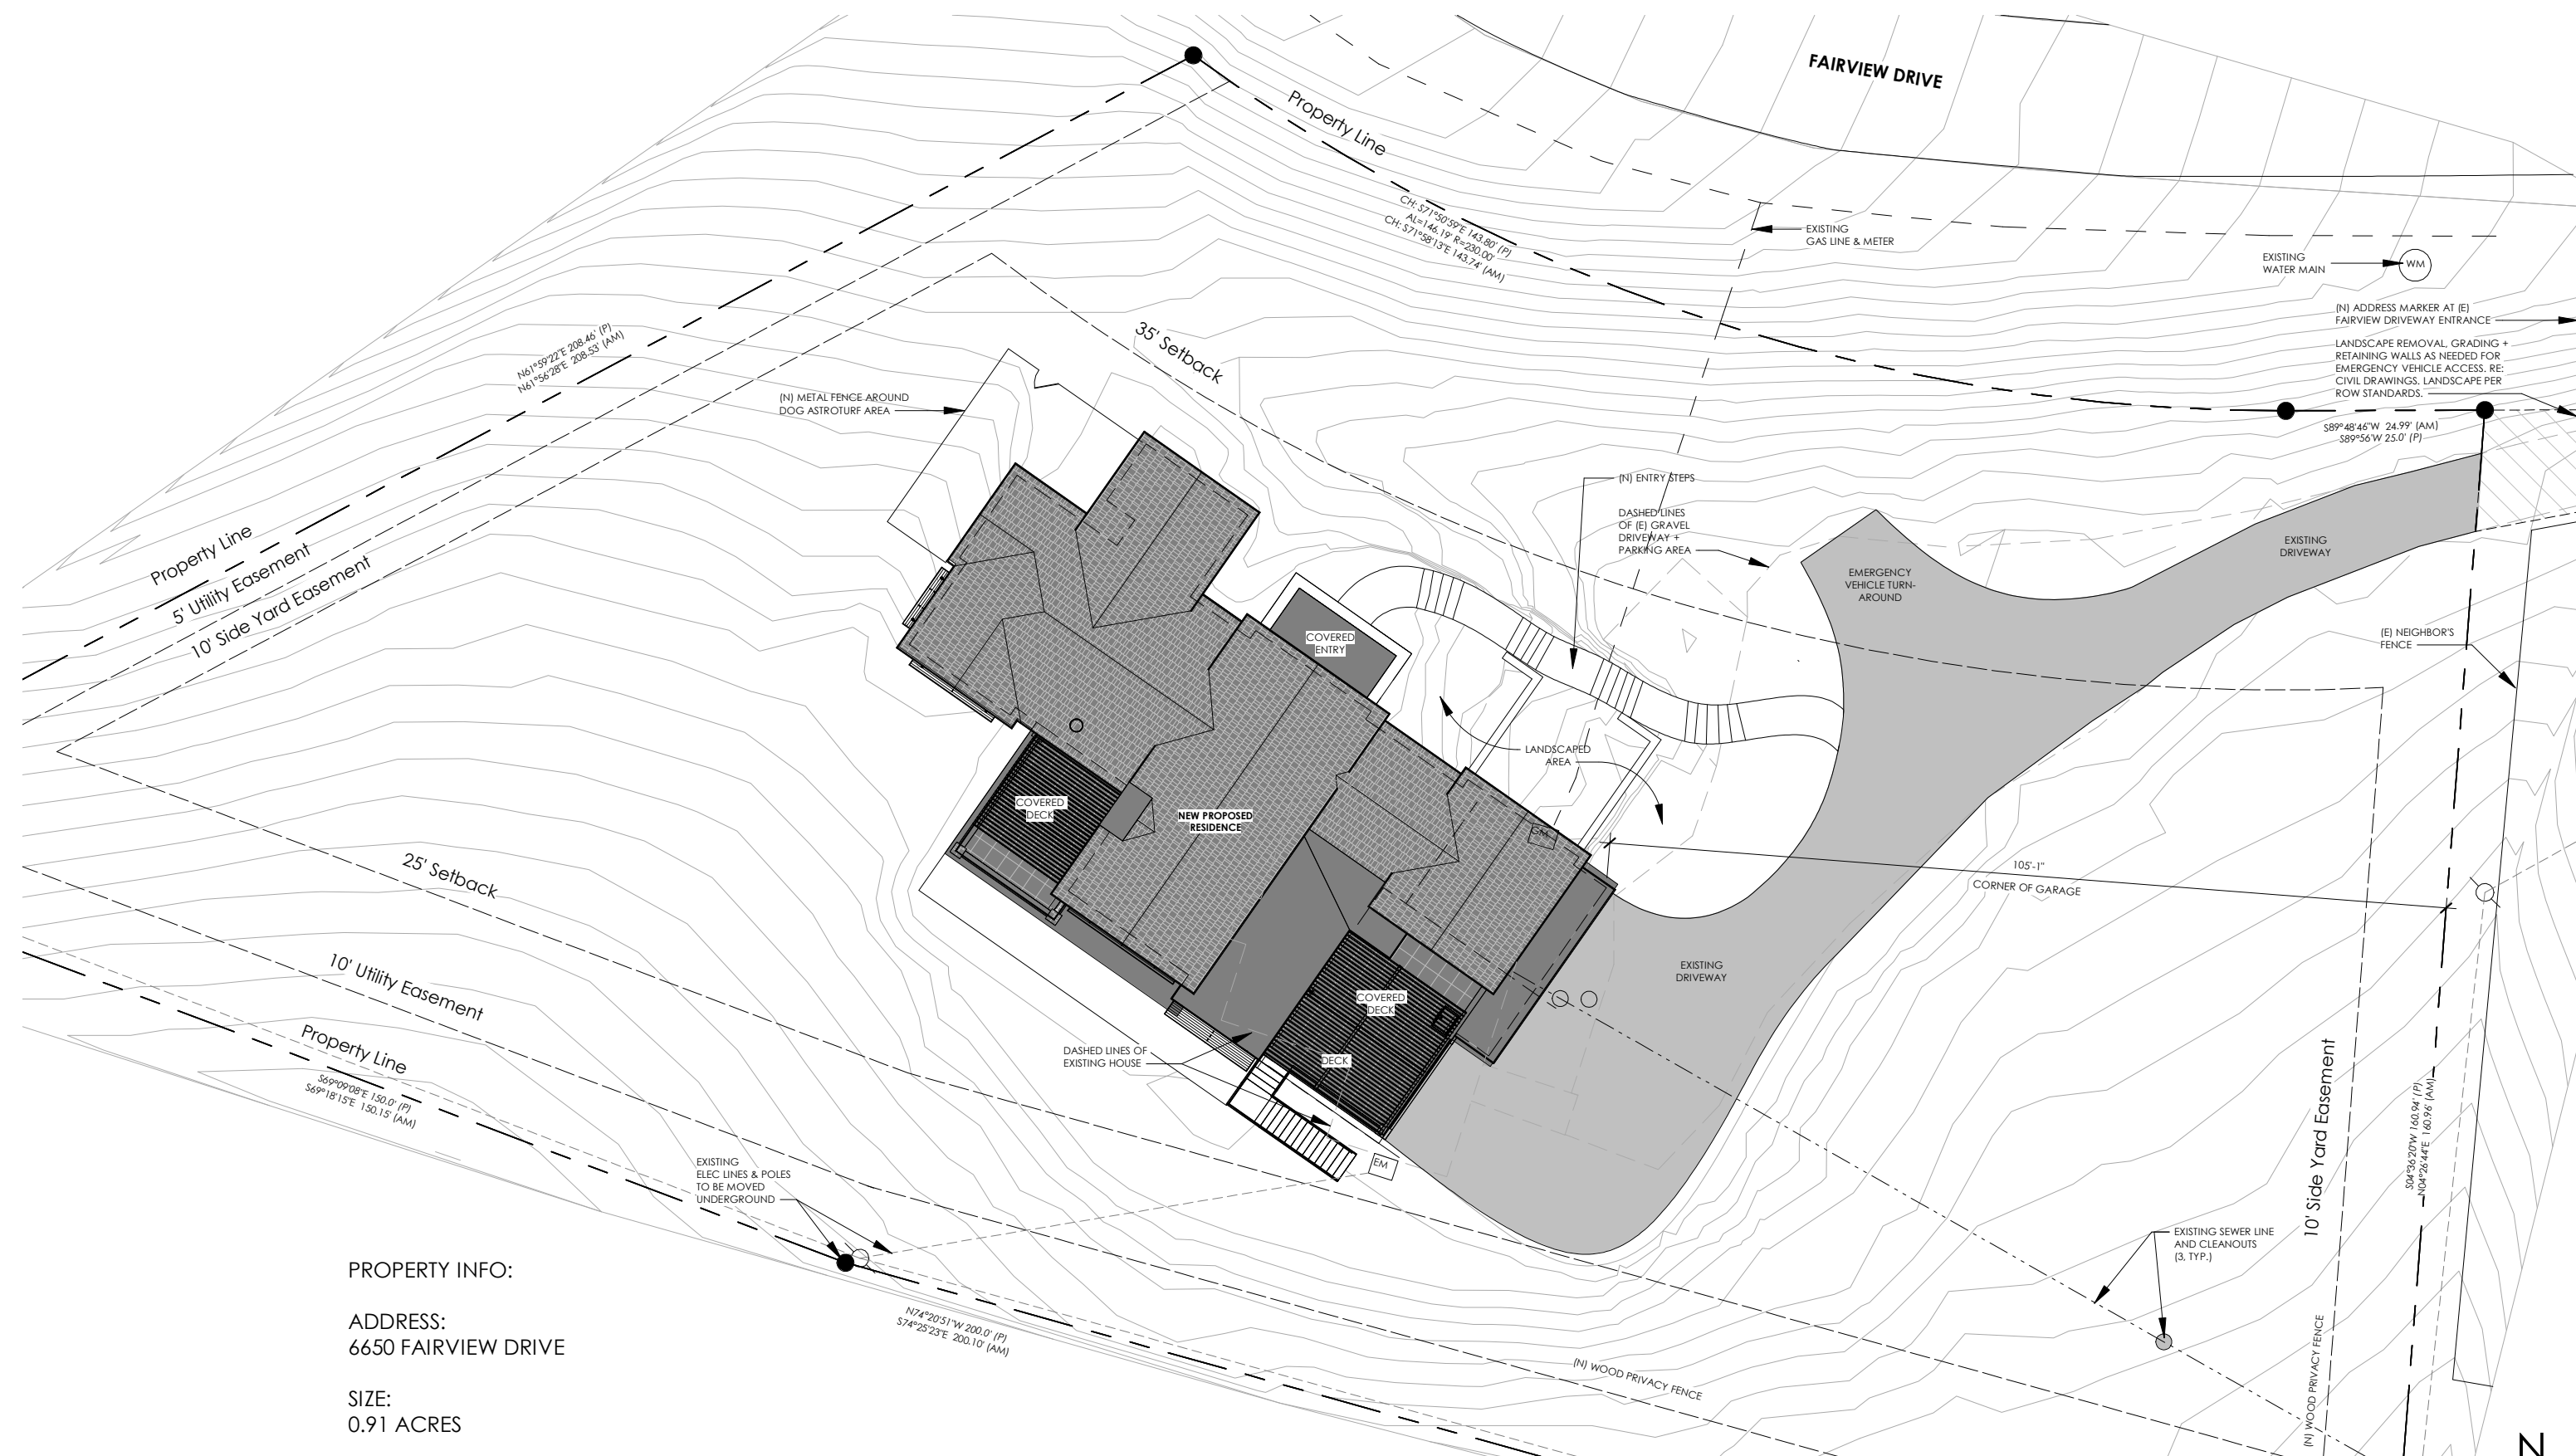 FAIRVIEW DRIVE
Property Line
CH: S71°50'59"E 143.80' (P)
AL=146.19' R=230.00'
CH: S71°58'13"E 143.74' (AM)
EXISTING
GAS LINE & METER
EXISTING
WATER MAIN
WM
(N) ADDRESS MARKER AT (E)
FAIRVIEW DRIVEWAY ENTRANCE
LANDSCAPE REMOVAL, GRADING +
RETAINING WALLS AS NEEDED FOR
EMERGENCY VEHICLE ACCESS. RE:
CIVIL DRAWINGS. LANDSCAPE PER
ROW STANDARDS.
S89°48'46"W 24.99' (AM)
S89°56'W 25.0' (P)
35' Setback
N61°59'22"E 208.46' (P)
N61°56'28"E 208.53' (AM)
(N) METAL FENCE AROUND
DOG ASTROTURF AREA
(N) ENTRY STEPS
DASHED LINES
OF (E) GRAVEL
DRIVEWAY +
PARKING AREA
EMERGENCY
VEHICLE TURN-
AROUND
EXISTING
DRIVEWAY
Property Line
5' Utility Easement
10' Side Yard Easement
COVERED
ENTRY
(E) NEIGHBOR'S
FENCE
LANDSCAPED
AREA
COVERED
DECK
NEW PROPOSED
RESIDENCE
GM
105'-1"
CORNER OF GARAGE
25' Setback
EXISTING
DRIVEWAY
10' Utility Easement
COVERED
DECK
DECK
Property Line
S69°09'08"E 150.0' (P)
S69°18'15"E 150.15' (AM)
DASHED LINES OF
EXISTING HOUSE
EM
10' Side Yard Easement
S04°36'20"W 160.94' (P)
N04°26'44"E 160.96' (AM)
EXISTING
ELEC LINES & POLES
TO BE MOVED
UNDERGROUND
EXISTING SEWER LINE
AND CLEANOUTS
(3, TYP.)
N74°20'51"W 200.0' (P)
S74°25'23"E 200.10' (AM)
(N) WOOD PRIVACY FENCE
(N) WOOD PRIVACY FENCE
PROPERTY INFO:
ADDRESS:
6650 FAIRVIEW DRIVE
SIZE:
0.91 ACRES
N